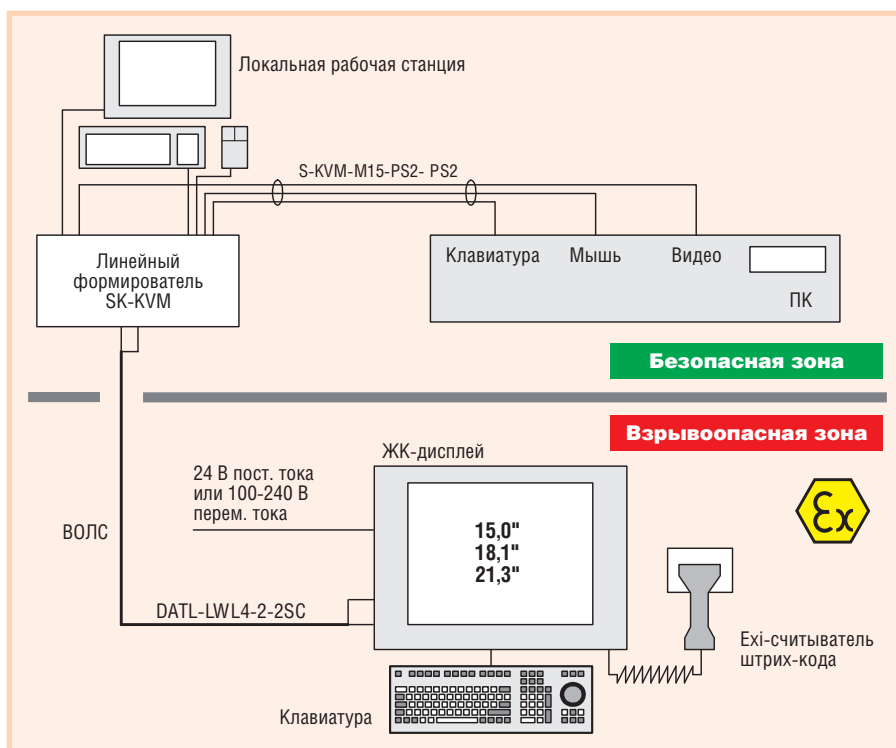 Локальная рабочая станция
S-KVM-M15-PS2- PS2
Линейный
формирователь
SK-KVM
Клавиатура
Мышь
Видео
ПК
Безопасная зона
Взрывоопасная зона
ЖК-дисплей
24 В пост. тока
или 100-240 В
перем. тока
ВОЛС
15,0"
18,1"
21,3"
Ex
DATL-LWL4-2-2SC
Exi-считыватель
штрих-кода
Клавиатура